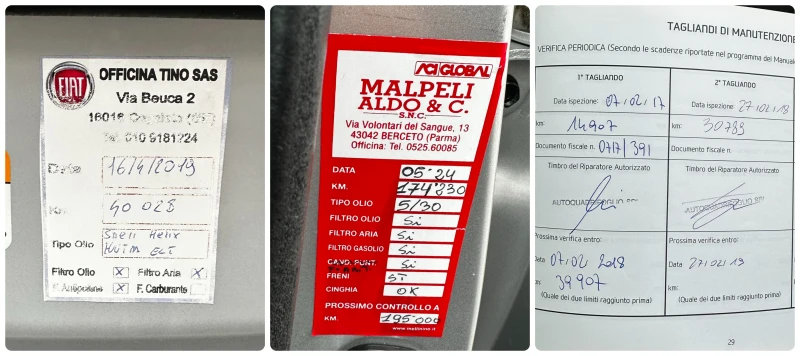 FIAT
OFFICINA TINO SAS
Via Beuca 2
Tel. 010 9181724
Date 16/4/2019
Km. 40 028
Tipo Olio Shell Helix
Filtro Olio X Filtro Aria X
F. Carburante
ACI GLOBAL
MALPELI
ALDO & C.
S.N.C.
Via Volontari del Sangue, 13
43042 BERCETO (Parma)
Officina: Tel. 0525.60085
DATA 05-24
KM. 174'230
TIPO OLIO 5/30
FILTRO OLIO Si
FILTRO ARIA Si
FILTRO GASOLIO Si
CAND. PUNT. Si
FRENI
CINGHIA OK
PROSSIMO CONTROLLO A
KM. 195'000
TAGLIANDI DI MANUTENZIONE
VERIFICA PERIODICA (Secondo le scadenze riportate nel programma del Manual
1° TAGLIANDO
Data ispezione: 07/02/17
km: 14907
Documento fiscale n. 0717/391
Timbro del Riparatore Autorizzato
Prossima verifica entro:
Data 07/02/2018
km: 39907
(Quale dei due limiti raggiunto prima)
2° TAGLIANDO
Data ispezione: 27/02/18
km: 30789
Documento fiscale n.
Timbro del Riparatore Autorizzato
Prossima verifica entro:
Data 27/02/19
km:
(Quale dei due limiti raggiunto prima)
29